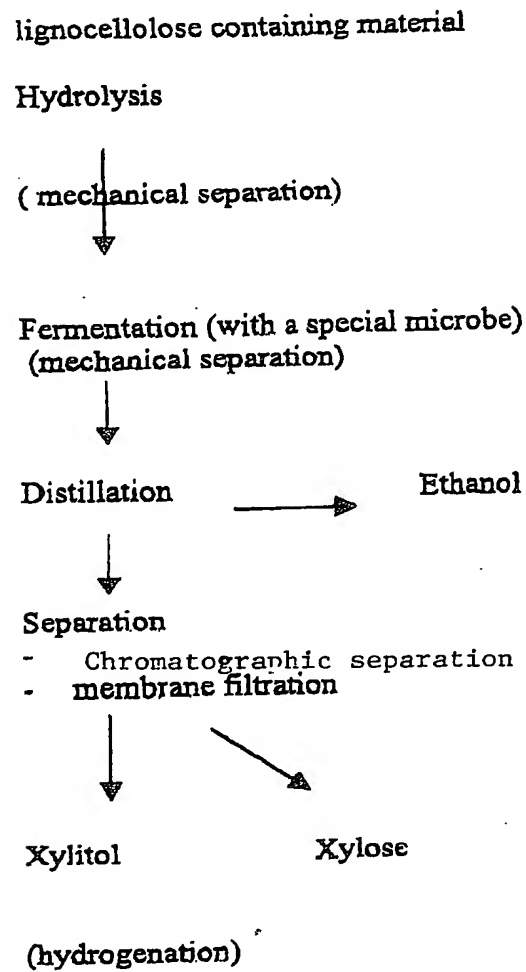 lignocellolose containing material
Hydrolysis
( mechanical separation)
Fermentation (with a special microbe)
(mechanical separation)
Distillation
Ethanol
Separation
- Chromatographic separation
- membrane filtration
Xylitol
Xylose
(hydrogenation)